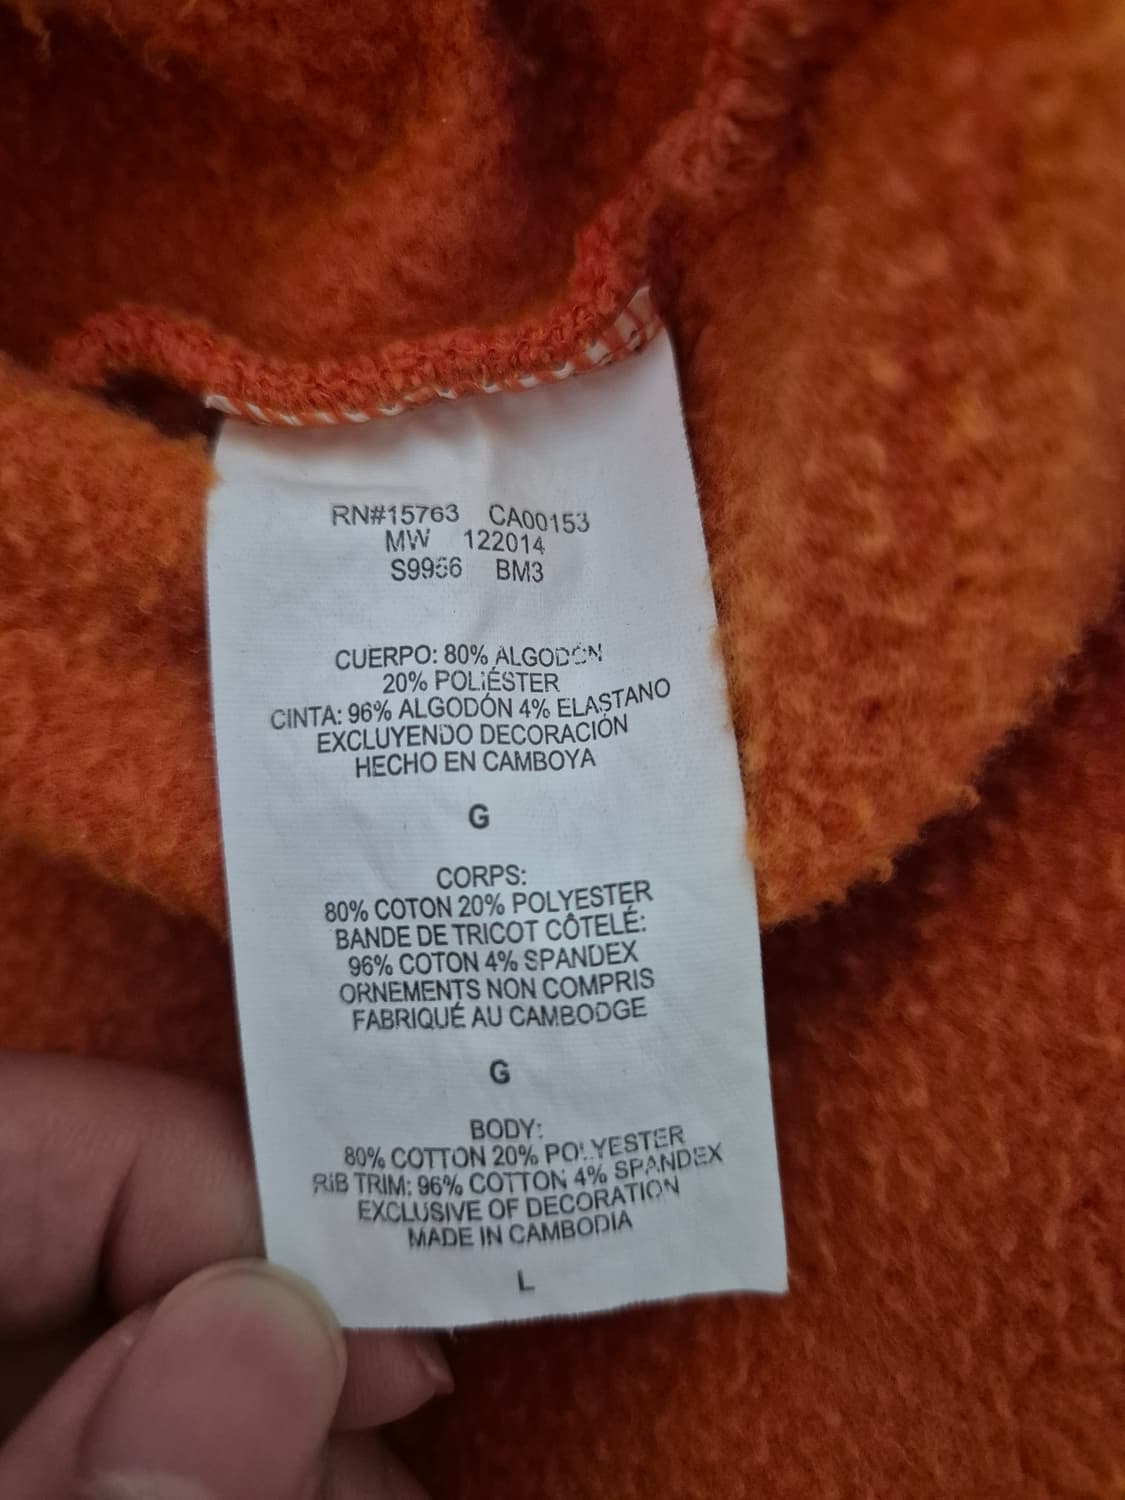 RN#15763 CA00153
MW 122014
S9956 BM3
CUERPO: 80% ALGODÓN
20% POLIÉSTER
CINTA: 96% ALGODÓN 4% ELASTANO
EXCLUYENDO DECORACIÓN
HECHO EN CAMBOYA
G
CORPS:
80% COTON 20% POLYESTER
BANDE DE TRICOT CÔTELÉ:
96% COTON 4% SPANDEX
ORNEMENTS NON COMPRIS
FABRIQUÉ AU CAMBODGE
G
BODY:
80% COTTON 20% POLYESTER
RIB TRIM: 96% COTTON 4% SPANDEX
EXCLUSIVE OF DECORATION
MADE IN CAMBODIA
L